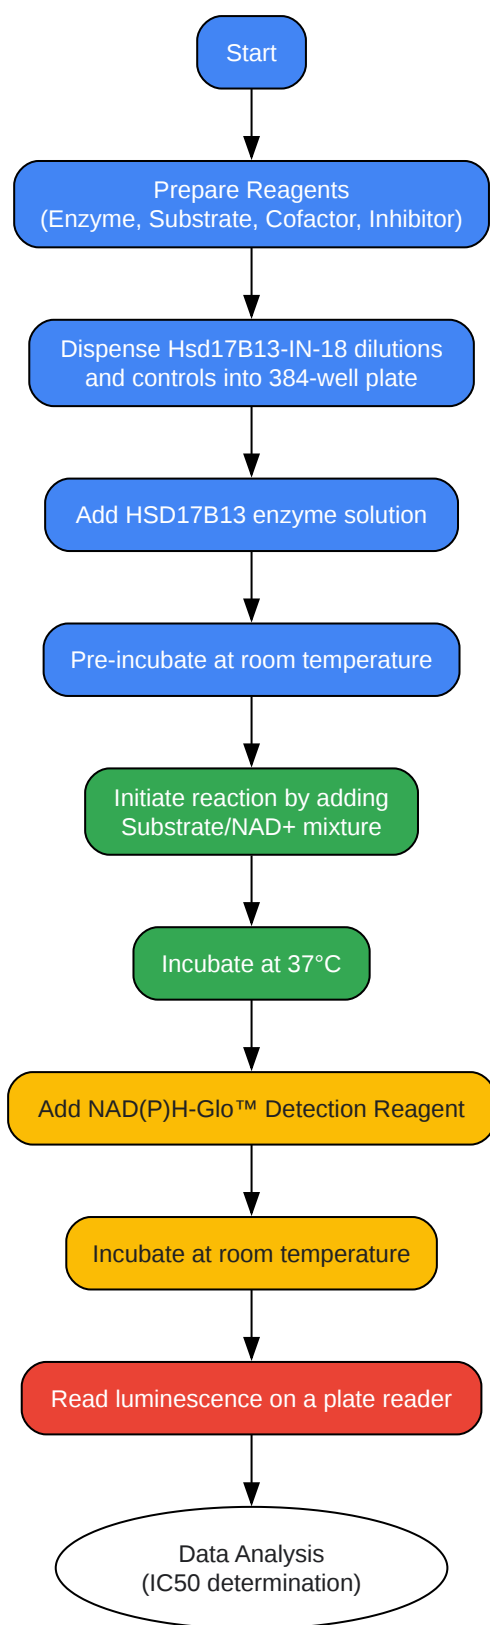 Start
Prepare Reagents
(Enzyme, Substrate, Cofactor, Inhibitor)
Dispense Hsd17B13-IN-18 dilutions
and controls into 384-well plate
Add HSD17B13 enzyme solution
Pre-incubate at room temperature
Initiate reaction by adding
Substrate/NAD+ mixture
Incubate at 37°C
Add NAD(P)H-Glo™ Detection Reagent
Incubate at room temperature
Read luminescence on a plate reader
Data Analysis
(IC50 determination)